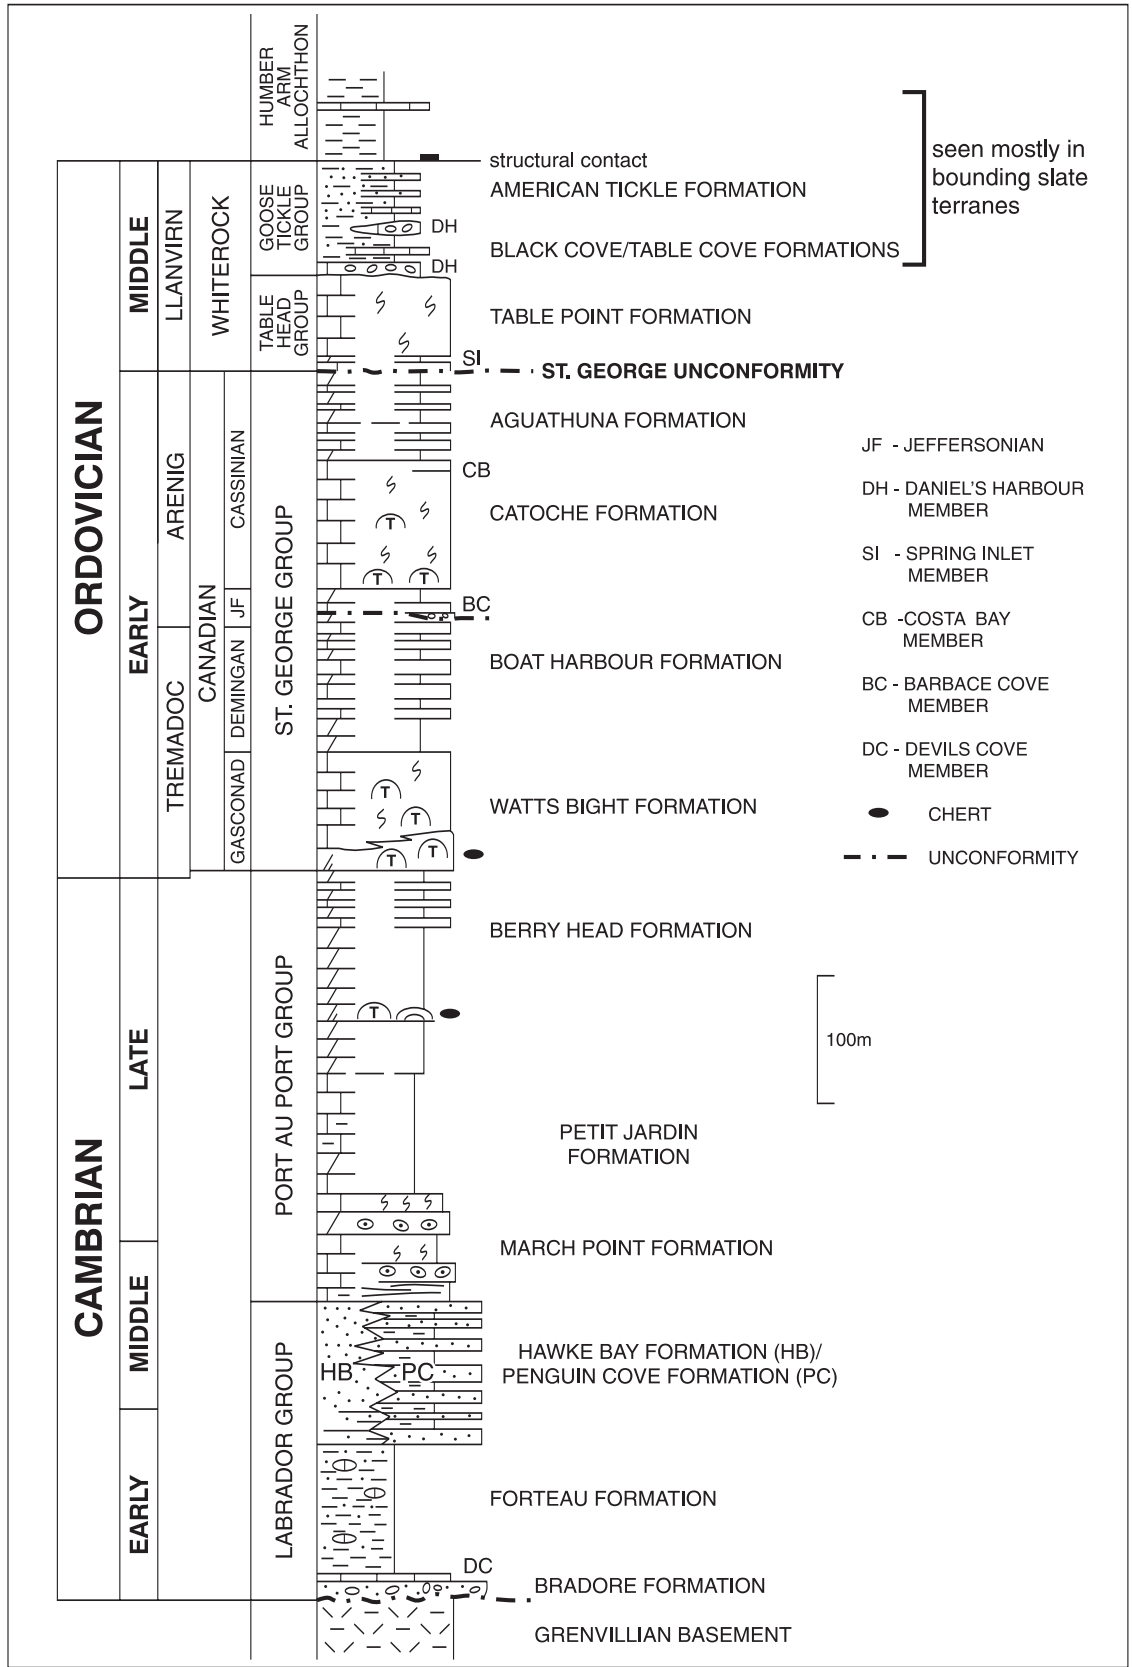 HUMBER
ARM
ALLOCHTHON
structural contact
seen mostly in
bounding slate
terranes
ORDOVICIAN
MIDDLE
LLANVIRN
WHITEROCK
GOOSE
TICKLE
GROUP
AMERICAN TICKLE FORMATION
DH
BLACK COVE/TABLE COVE FORMATIONS
DH
TABLE
HEAD
GROUP
TABLE POINT FORMATION
SI
ST. GEORGE UNCONFORMITY
EARLY
ARENIG
CANADIAN
CASSINIAN
ST. GEORGE GROUP
AGUATHUNA FORMATION
CB
CATOCHE FORMATION
T
T
T
JF
BC
TREMADOC
DEMINGAN
BOAT HARBOUR FORMATION
GASCONAD
WATTS BIGHT FORMATION
T
T
T
T
JF - JEFFERSONIAN
DH - DANIEL'S HARBOUR
MEMBER
SI - SPRING INLET
MEMBER
CB -COSTA BAY
MEMBER
BC - BARBACE COVE
MEMBER
DC - DEVILS COVE
MEMBER
CHERT
UNCONFORMITY
CAMBRIAN
LATE
PORT AU PORT GROUP
BERRY HEAD FORMATION
T
100m
PETIT JARDIN
FORMATION
MIDDLE
MARCH POINT FORMATION
LABRADOR GROUP
HB
PC
HAWKE BAY FORMATION (HB)/
PENGUIN COVE FORMATION (PC)
EARLY
FORTEAU FORMATION
DC
BRADORE FORMATION
GRENVILLIAN BASEMENT